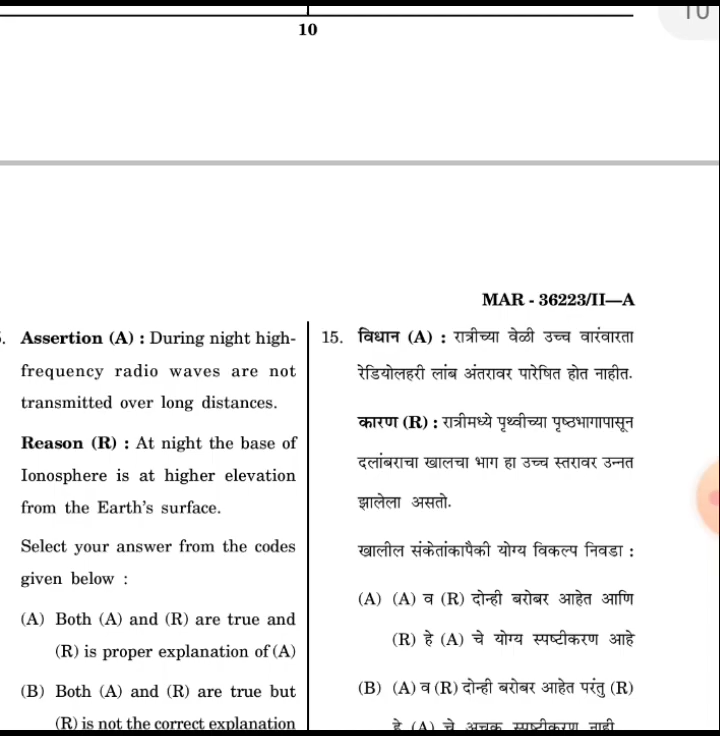 10
10
MAR - 36223/II—A
Assertion (A) : During night high-
frequency radio waves are not
transmitted over long distances.
Reason (R) : At night the base of
Ionosphere is at higher elevation
from the Earth's surface.
Select your answer from the codes
given below :
(A) Both (A) and (R) are true and
(R) is proper explanation of (A)
(B) Both (A) and (R) are true but
(R) is not the correct explanation
15. विधान (A) : रात्रीच्या वेळी उच्च वारंवारता
रेडियोलहरी लांब अंतरावर पारेषित होत नाहीत.
कारण (R) : रात्रीमध्ये पृथ्वीच्या पृष्ठभागापासून
दलांबराचा खालचा भाग हा उच्च स्तरावर उन्नत
झालेला असतो.
खालील संकेतांकापैकी योग्य विकल्प निवडा :
(A) (A) व (R) दोन्ही बरोबर आहेत आणि
(R) हे (A) चे योग्य स्पष्टीकरण आहे
(B) (A) व (R) दोन्ही बरोबर आहेत परंतु (R)
हे (A) चे अचूक स्पष्टीकरण नाही